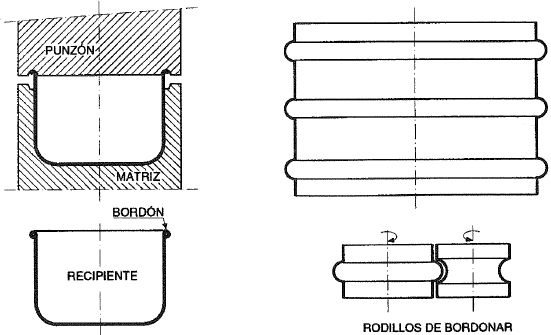 PUNZÓN
MATRIZ
BORDÓN
RECIPIENTE
RODILLOS DE BORDONAR